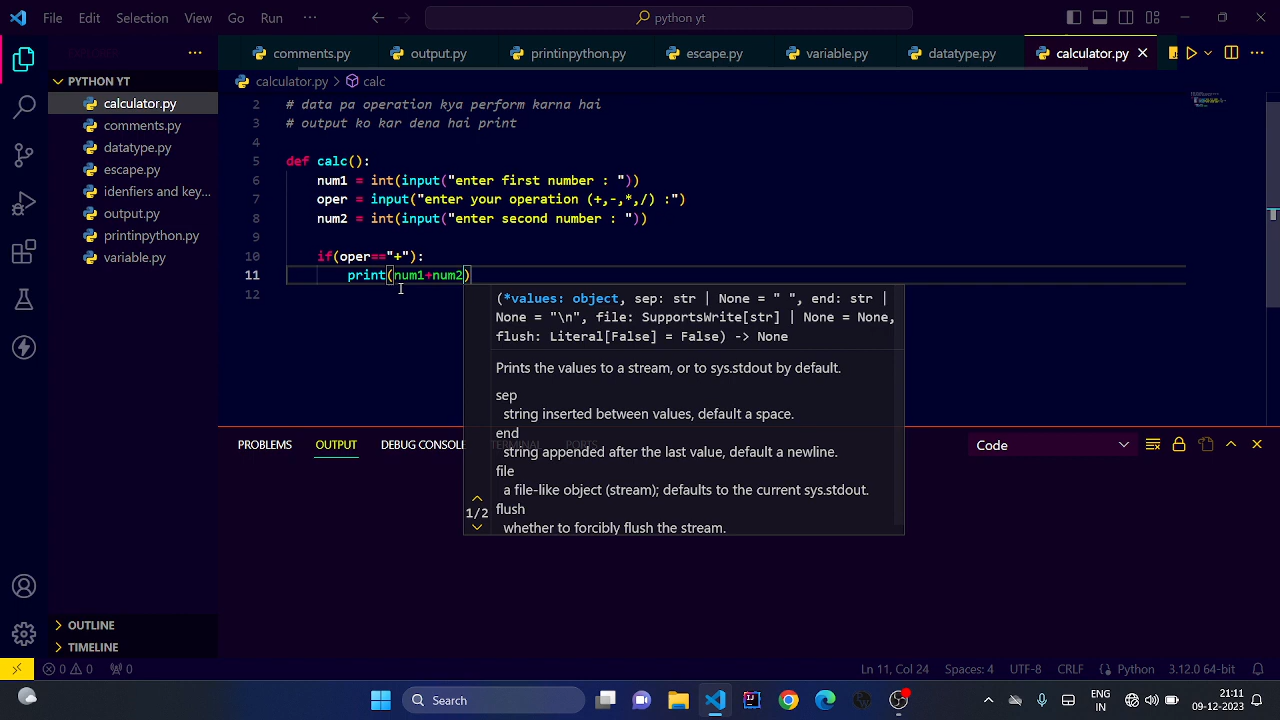 File Edit Selection View Go Run ··· python yt
EXPLORER ···
comments.py output.py printinpython.py escape.py variable.py datatype.py calculator.py
PYTHON YT
calculator.py
comments.py
datatype.py
escape.py
idenfiers and key...
output.py
printinpython.py
variable.py
OUTLINE
TIMELINE
calculator.py > calc
2 # data pa operation kya perform karna hai
3 # output ko kar dena hai print
4
5 def calc():
6 num1 = int(input("enter first number : "))
7 oper = input("enter your operation (+,-,*,/) :")
8 num2 = int(input("enter second number : "))
9
10 if(oper=="+"):
11 print(num1+num2)
12
(*values: object, sep: str | None = " ", end: str |
None = "\n", file: SupportsWrite[str] | None = None,
flush: Literal[False] = False) -> None
Prints the values to a stream, or to sys.stdout by default.
sep
string inserted between values, default a space.
end
string appended after the last value, default a newline.
file
a file-like object (stream); defaults to the current sys.stdout.
flush
whether to forcibly flush the stream.
1/2
PROBLEMS OUTPUT DEBUG CONSOLE TERMINAL PORTS Code
0 0 0 Ln 11, Col 24 Spaces: 4 UTF-8 CRLF Python 3.12.0 64-bit
Search ENG 21:11
IN 09-12-2023